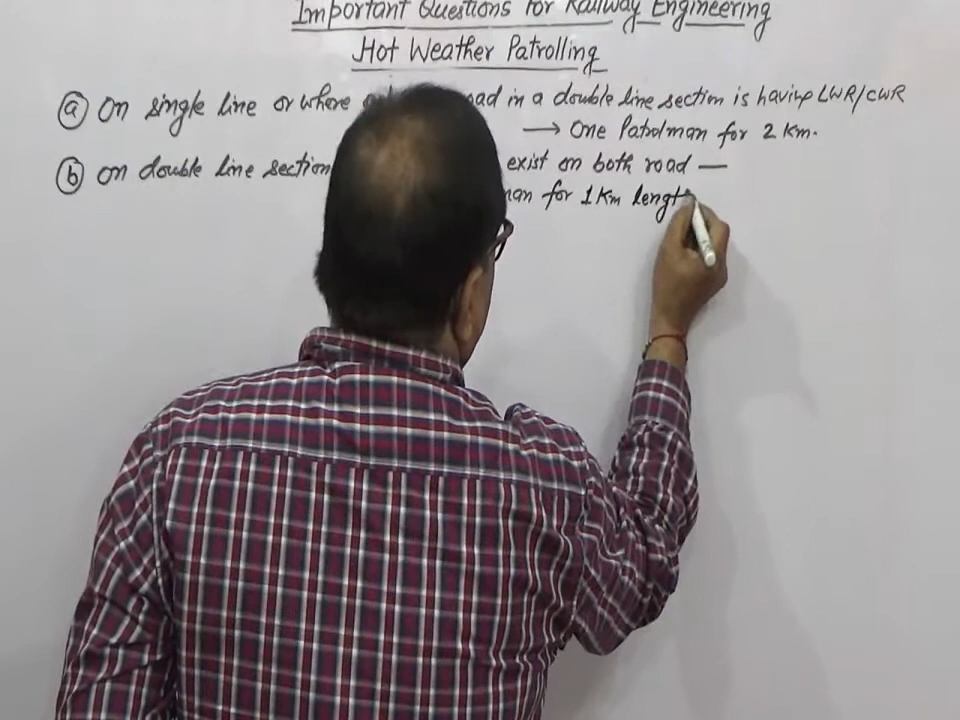 Important Questions for Railway Engineering
Hot Weather Patrolling
(a) On single line or where road in a double line section is having LWR/CWR
→ One Patrolman for 2 Km.
(b) on double line section exist on both road —
for 1 Km lengt